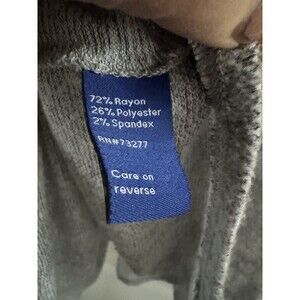 72% Rayon
26% Polyester
2% Spandex
RN#73277
Care on
reverse